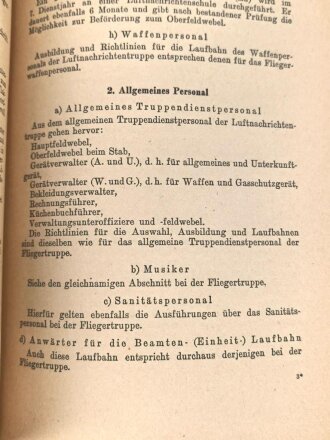 Dienstjahr an einer Luftnachrichtenschule durchgeführt. Er
dauert ebenfalls 6 Monate und gibt nach bestandener Prüfung die
Möglichkeit zur Beförderung zum Oberfeldwebel.
h) Waffenpersonal
Ausbildung und Richtlinien für die Laufbahn des Waffenper-
sonals der Luftnachrichtentruppe entsprechen denen für das Flieger-
waffenpersonal.
2. Allgemeines Personal
a) Allgemeines Truppendienstpersonal
Aus dem allgemeinen Truppendienstpersonal der Luftnachrichten-
truppe gehen hervor:
Hauptfeldwebel,
Oberfeldwebel beim Stab,
Gerätverwalter (A. und U.), d. h. für allgemeines und Unterkunft-
gerät,
Gerätverwalter (W. und G.), d. h. für Waffen und Gasschutzgerät,
Bekleidungsverwalter,
Rechnungsführer,
Küchenbuchführer,
Verwaltungsunteroffiziere und -feldwebel.
Die Richtlinien für die Auswahl, Ausbildung und Laufbahnen
sind dieselben wie für das allgemeine Truppendienstpersonal der
Fliegertruppe.
b) Musiker
Siehe den gleichnamigen Abschnitt bei der Fliegertruppe.
c) Sanitätspersonal
Hierfür gelten ebenfalls die Ausführungen über das Sanitäts-
personal bei der Fliegertruppe.
d) Anwärter für die Beamten- (Einheit-) Laufbahn
Auch diese Laufbahn entspricht durchaus derjenigen bei der
Fliegertruppe.
3*